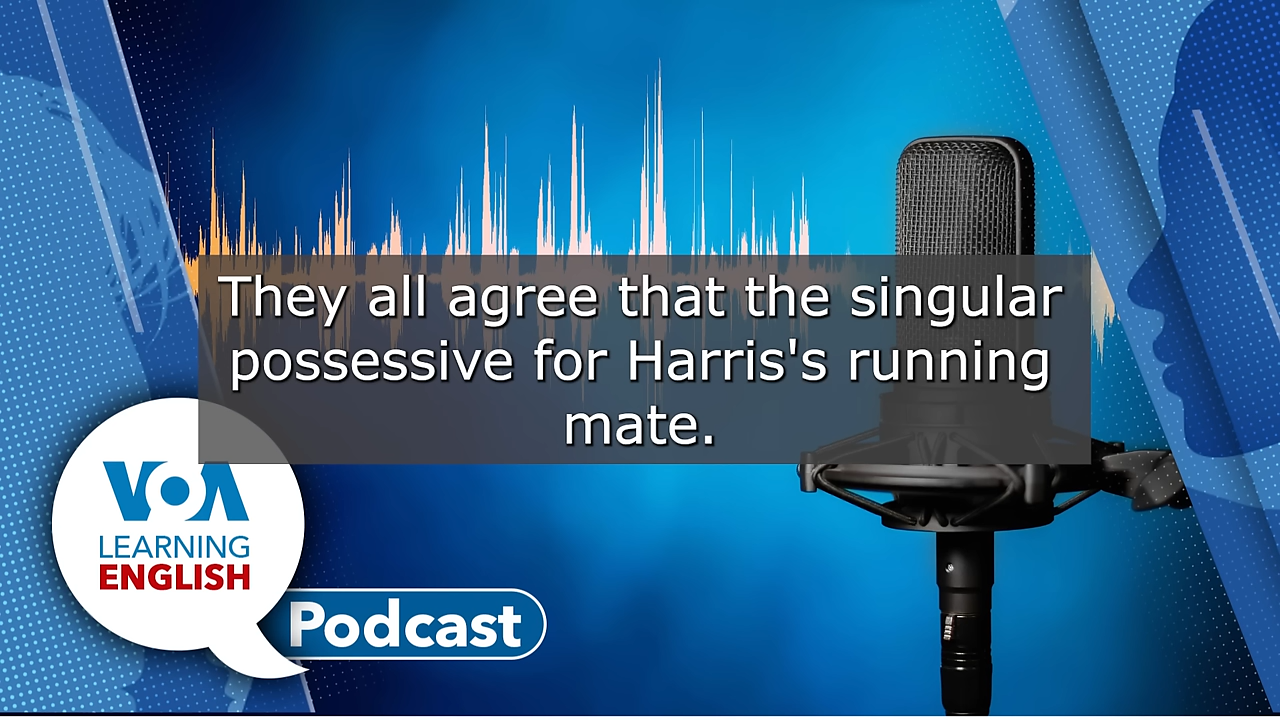 They all agree that the singular
possessive for Harris's running
mate.
VOA
LEARNING
ENGLISH
Podcast